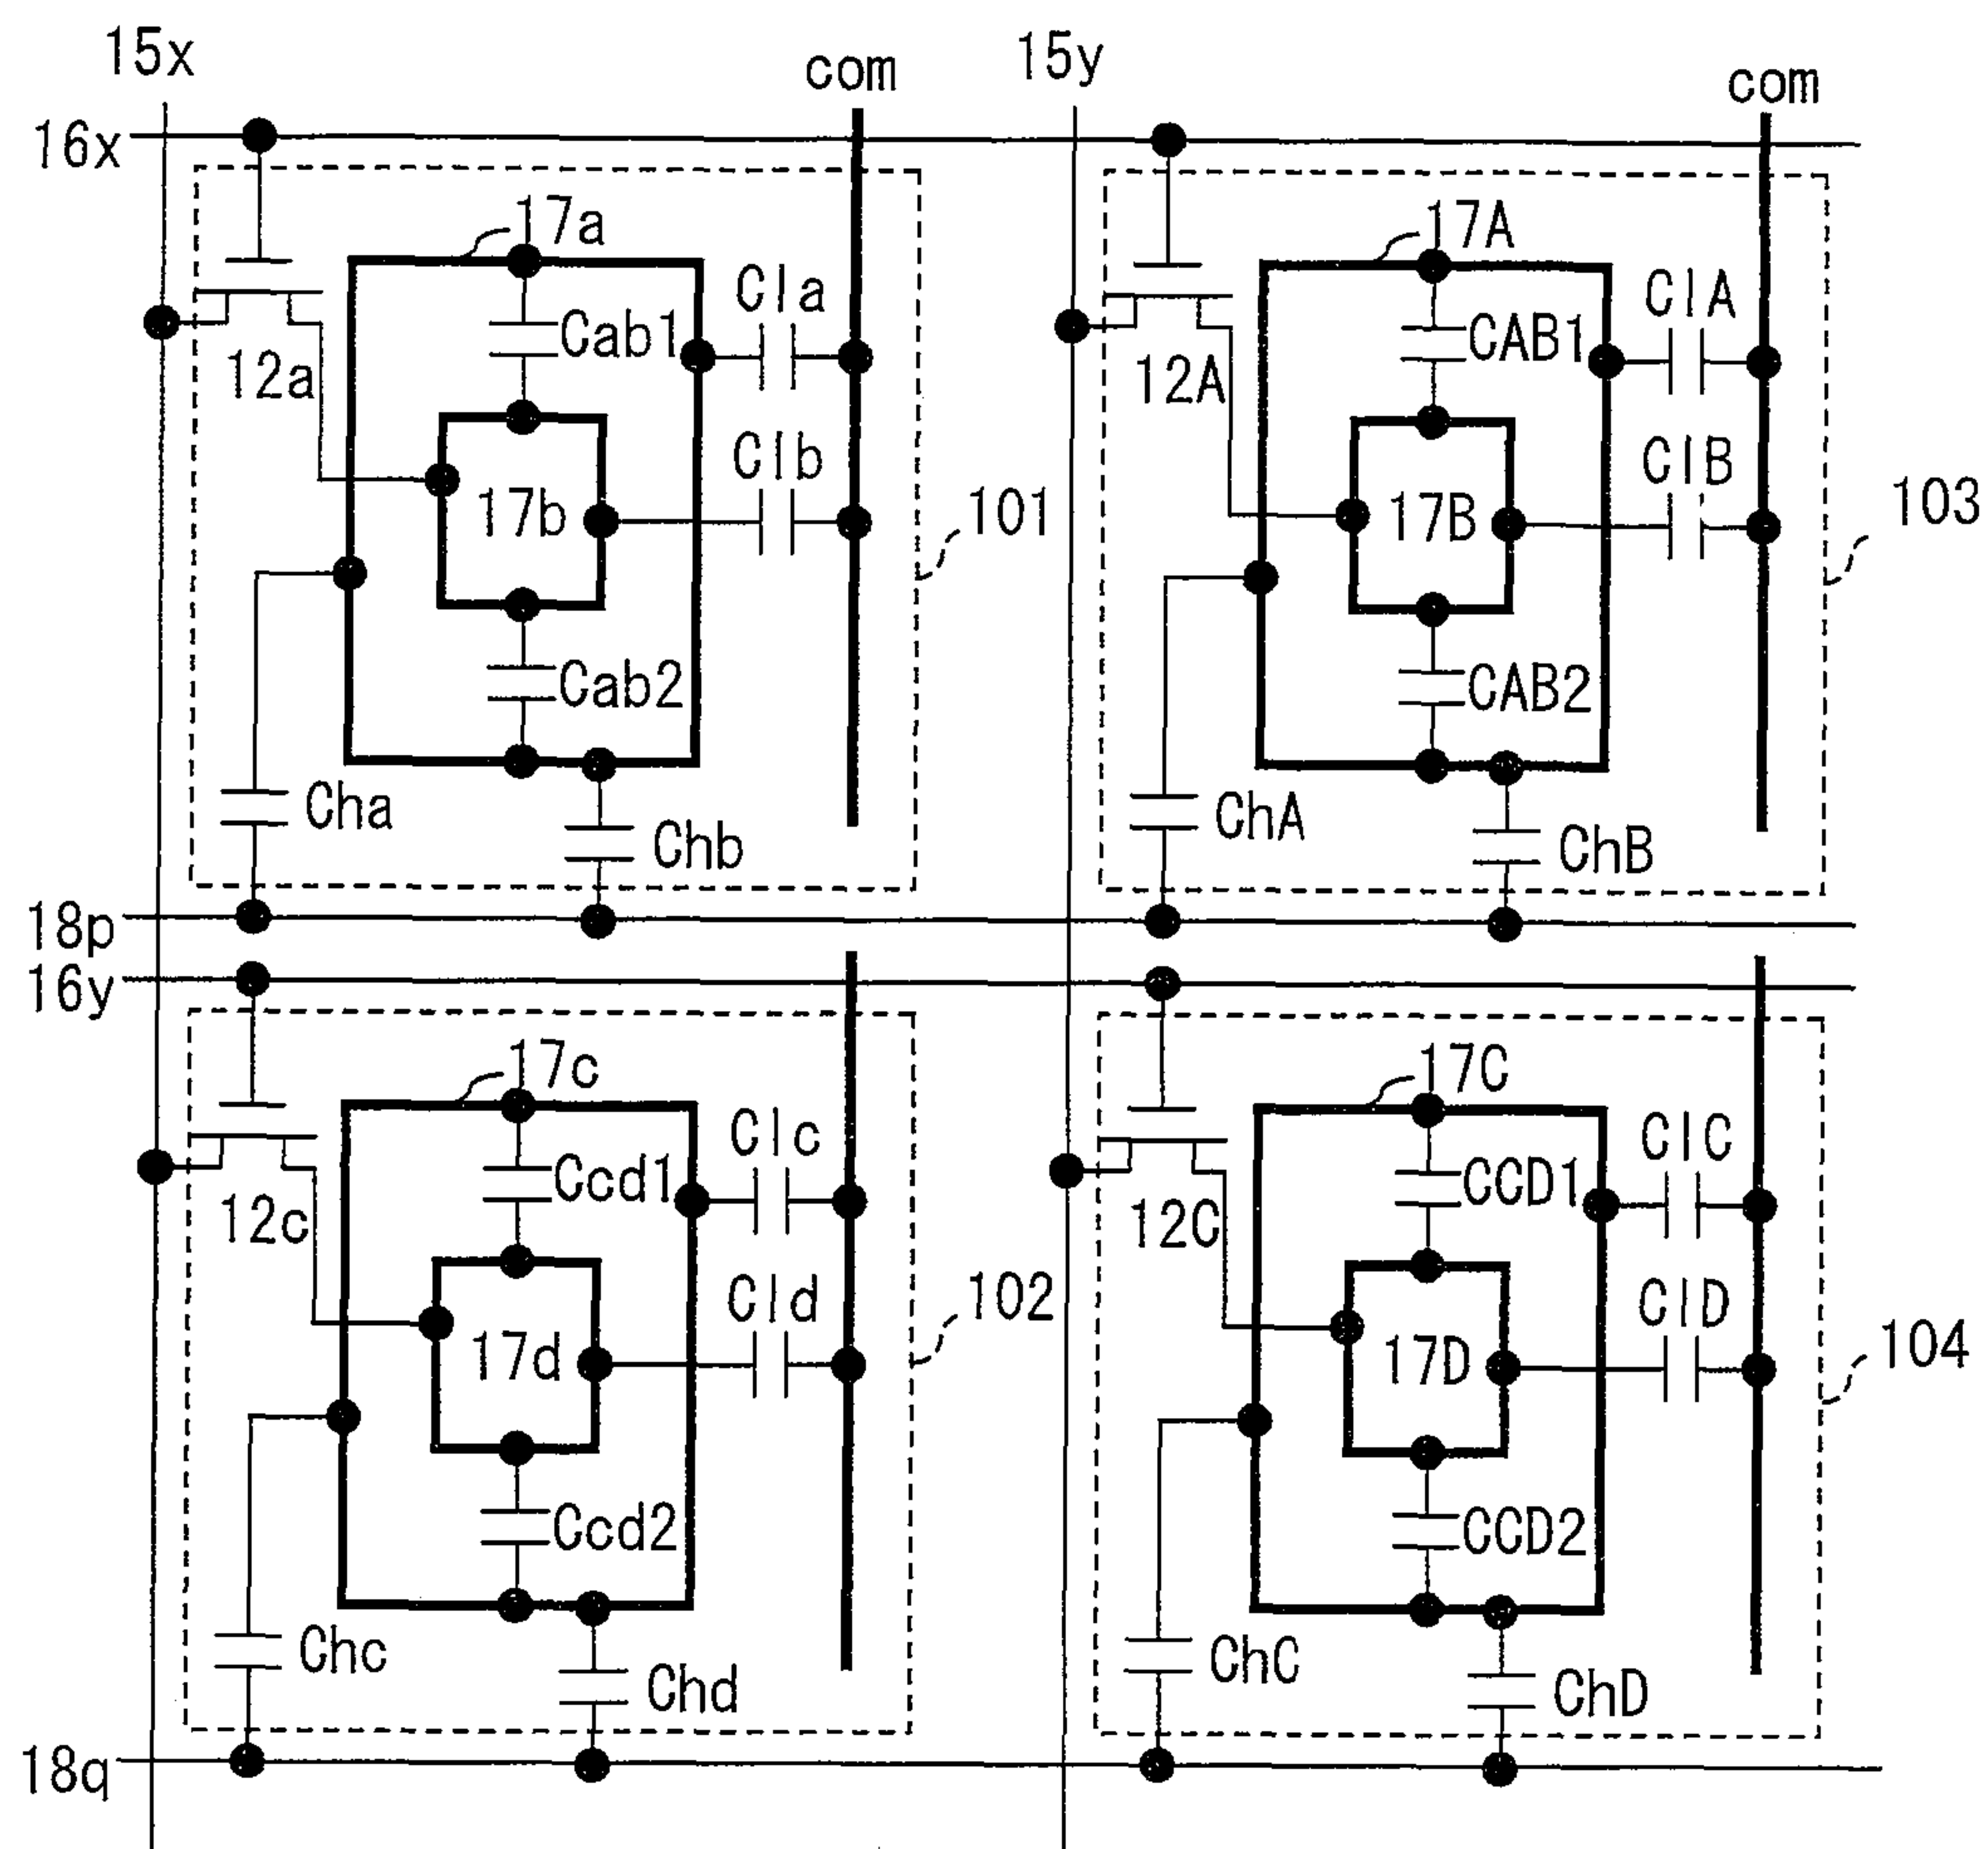 15x
com
15y
com
16x
17a
17A
Cla
ClA
Cab1
CAB1
12a
12A
Clb
ClB
17b
17B
101
103
Cab2
CAB2
Cha
Chb
ChA
ChB
18p
16y
17c
17C
Clc
ClC
Ccd1
CCD1
12c
12C
Cld
ClD
102
104
17d
17D
Ccd2
CCD2
Chc
Chd
ChC
ChD
18q